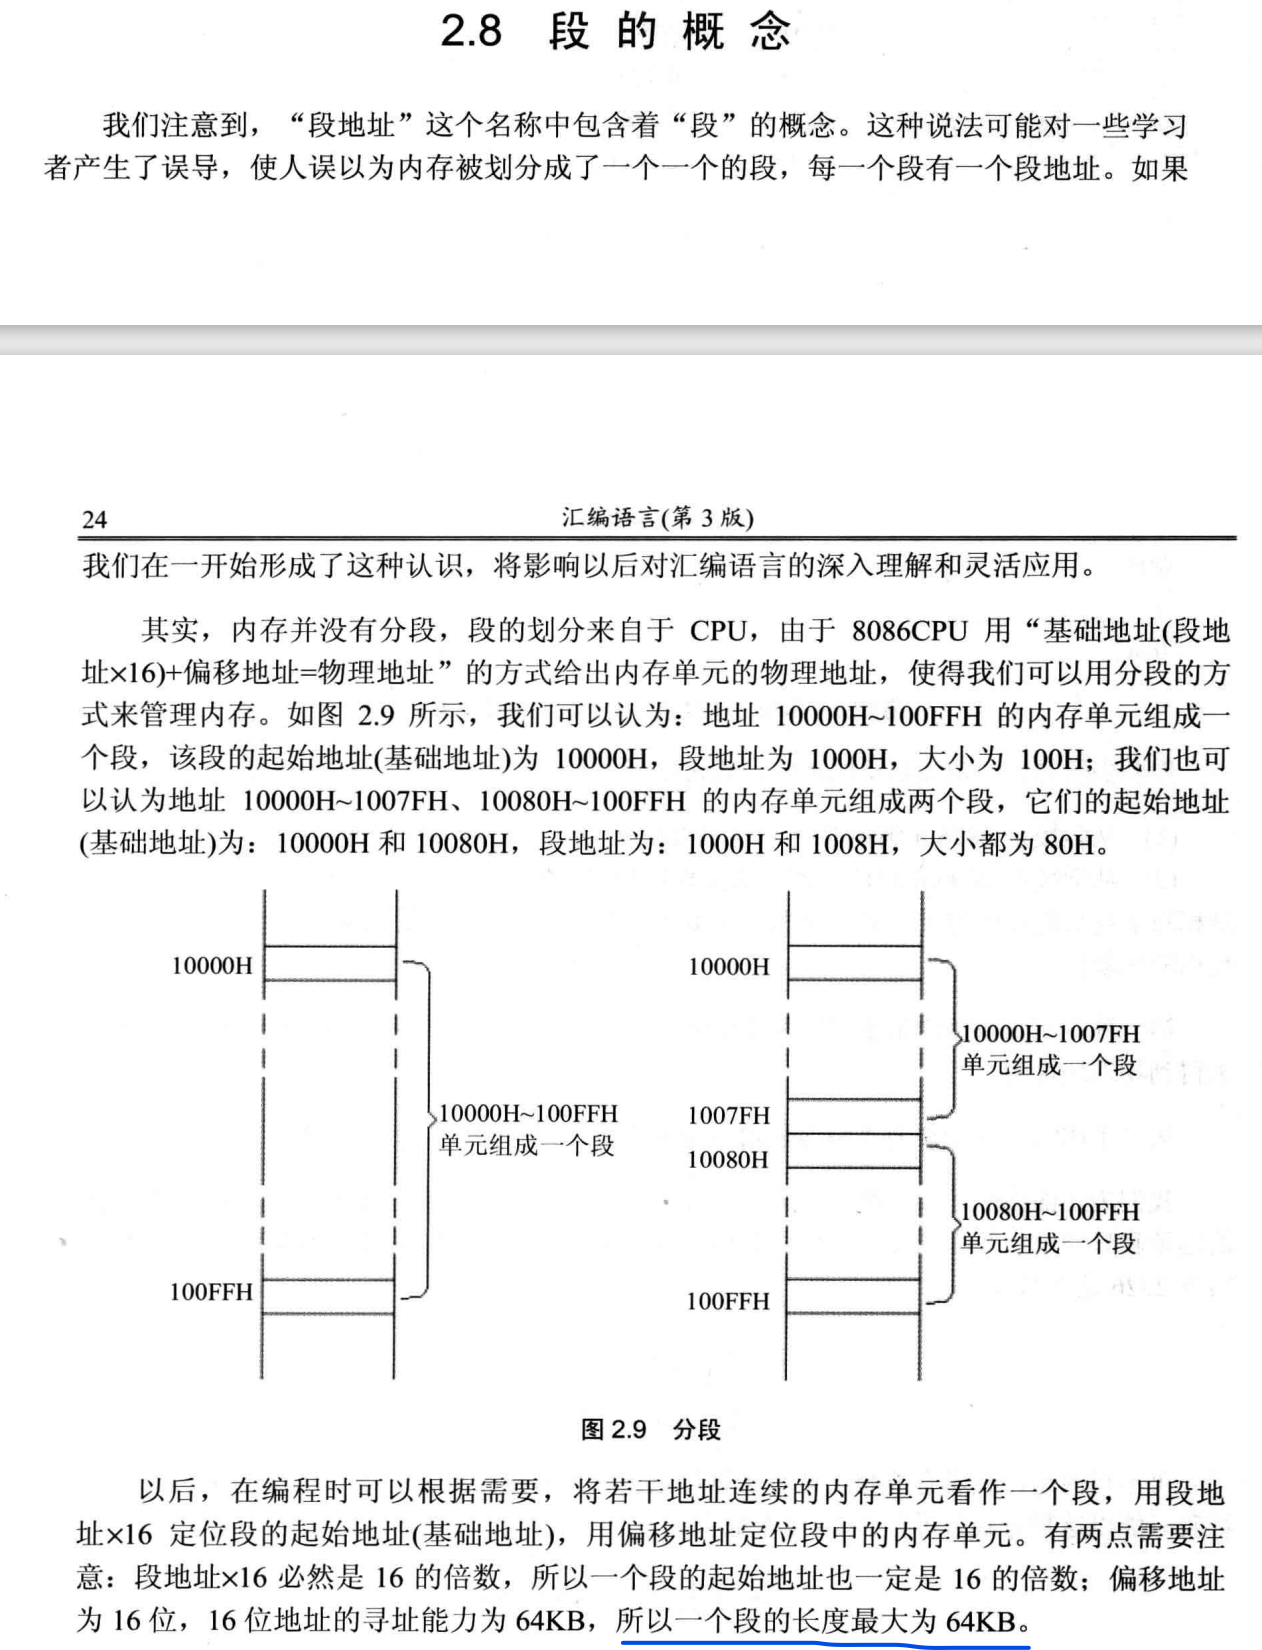 2.8 段的概念
我们注意到，“段地址”这个名称中包含着“段”的概念。这种说法可能对一些学习
者产生了误导，使人误以为内存被划分成了一个一个的段，每一个段有一个段地址。如果
24 汇编语言(第 3 版)
我们在一开始形成了这种认识，将影响以后对汇编语言的深入理解和灵活应用。
其实，内存并没有分段，段的划分来自于 CPU，由于 8086CPU 用“基础地址(段地
址×16)+偏移地址=物理地址”的方式给出内存单元的物理地址，使得我们可以用分段的方
式来管理内存。如图 2.9 所示，我们可以认为：地址 10000H~100FFH 的内存单元组成一
个段，该段的起始地址(基础地址)为 10000H，段地址为 1000H，大小为 100H；我们也可
以认为地址 10000H~1007FH、10080H~100FFH 的内存单元组成两个段，它们的起始地址
(基础地址)为：10000H 和 10080H，段地址为：1000H 和 1008H，大小都为 80H。
10000H
10000H~100FFH
单元组成一个段
100FFH
10000H
10000H~1007FH
单元组成一个段
1007FH
10080H
10080H~100FFH
单元组成一个段
100FFH
图 2.9 分段
以后，在编程时可以根据需要，将若干地址连续的内存单元看作一个段，用段地
址×16 定位段的起始地址(基础地址)，用偏移地址定位段中的内存单元。有两点需要注
意：段地址×16 必然是 16 的倍数，所以一个段的起始地址也一定是 16 的倍数；偏移地址
为 16 位，16 位地址的寻址能力为 64KB，所以一个段的长度最大为 64KB。